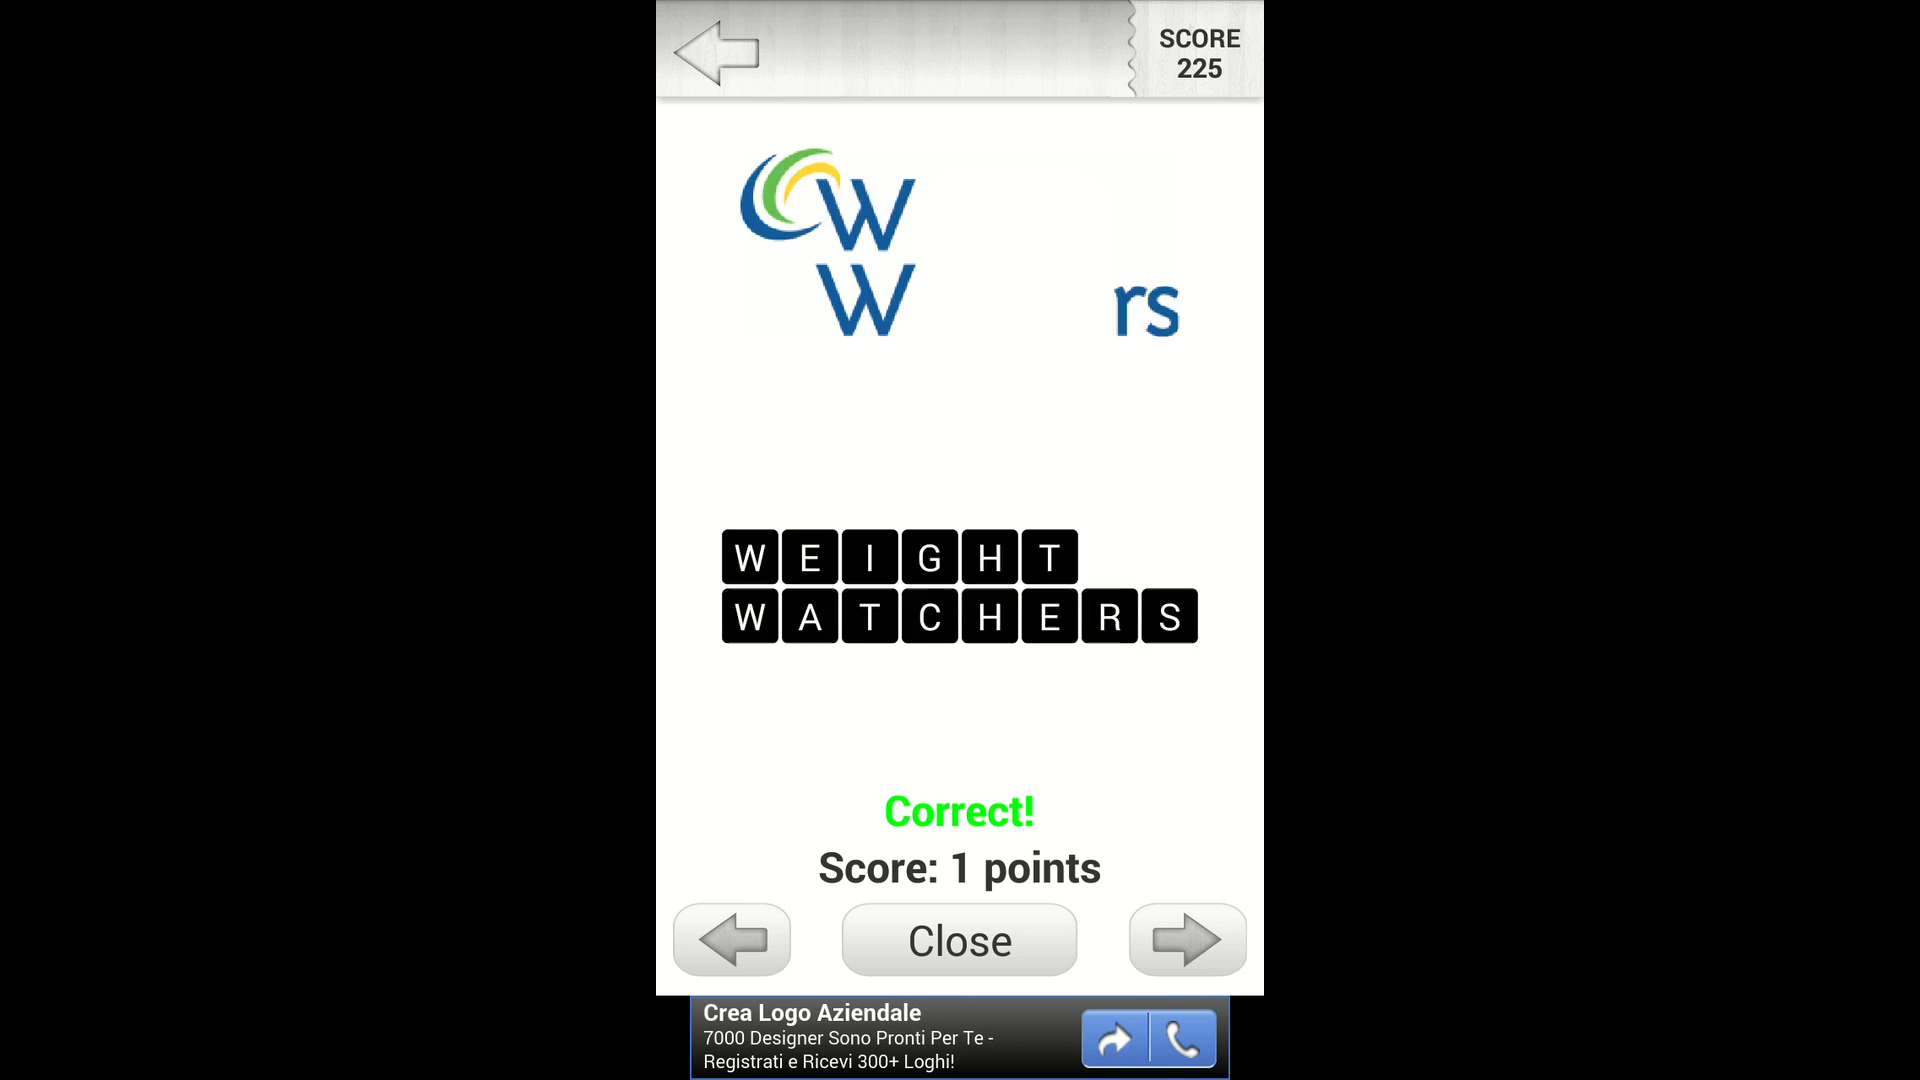 SCORE
225
W
W rs
WEIGHT
WATCHERS
Correct!
Score: 1 points
Close
Crea Logo Aziendale
7000 Designer Sono Pronti Per Te -
Registrati e Ricevi 300+ Loghi!